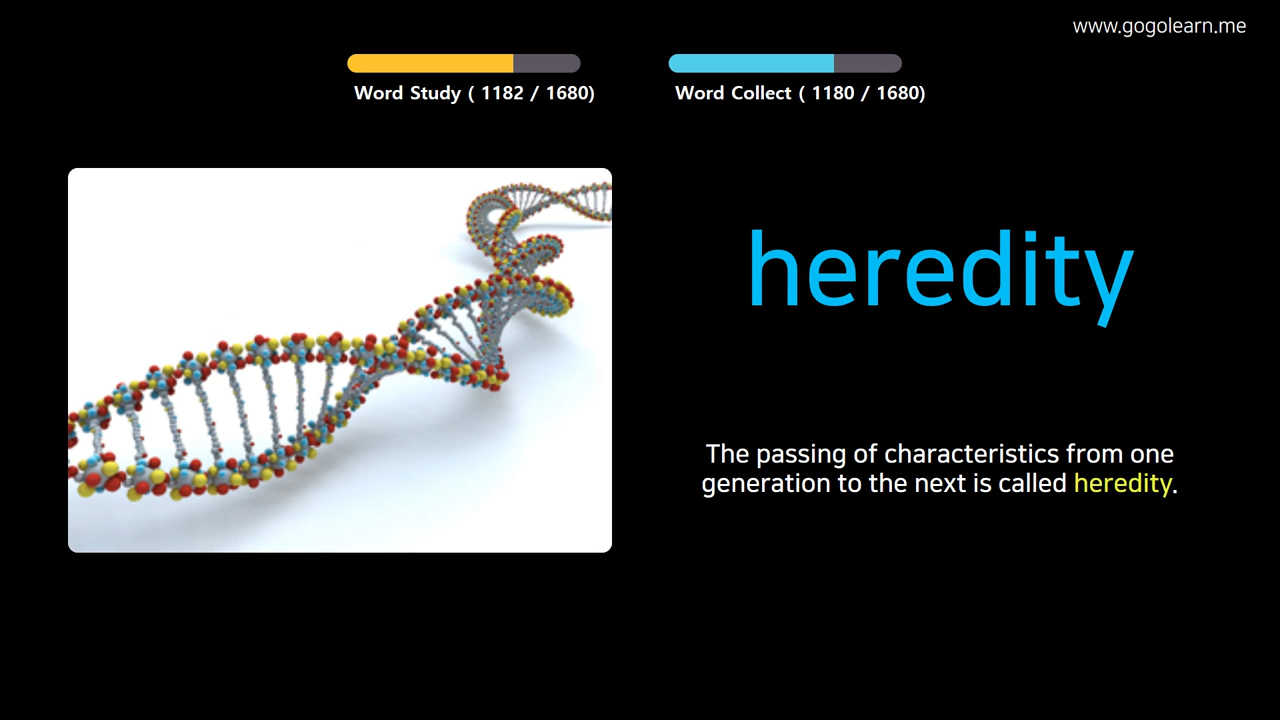 www.gogolearn.me
Word Study ( 1182 / 1680)
Word Collect ( 1180 / 1680)
heredity
The passing of characteristics from one
generation to the next is called heredity.